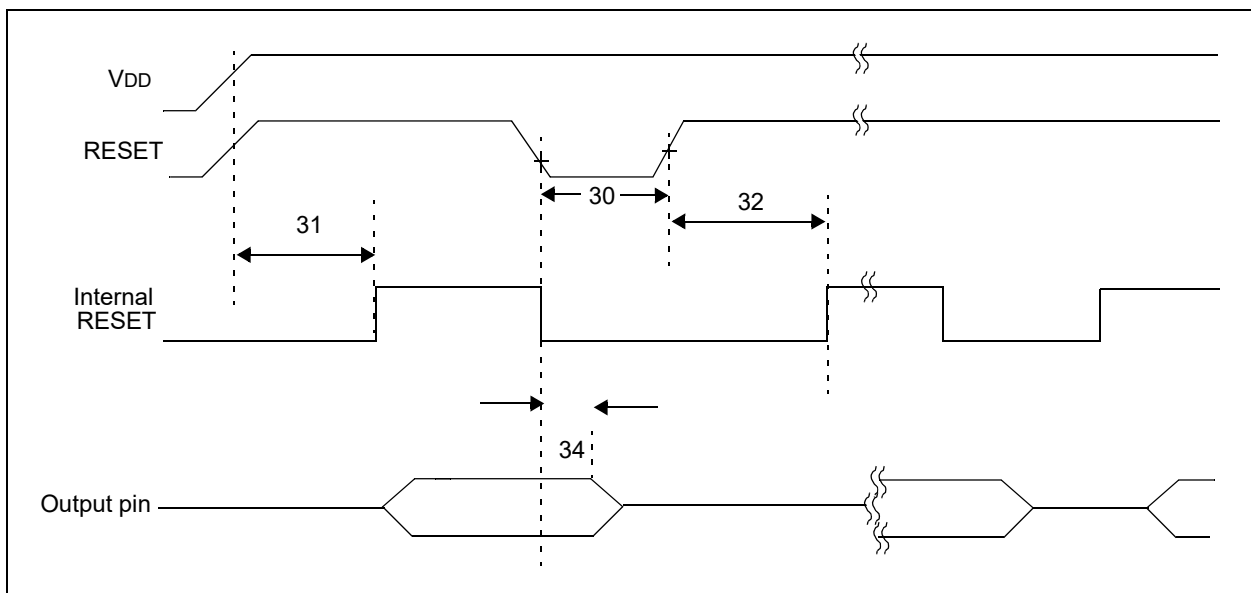 VDD
RESET
30
32
31
Internal
RESET
34
Output pin